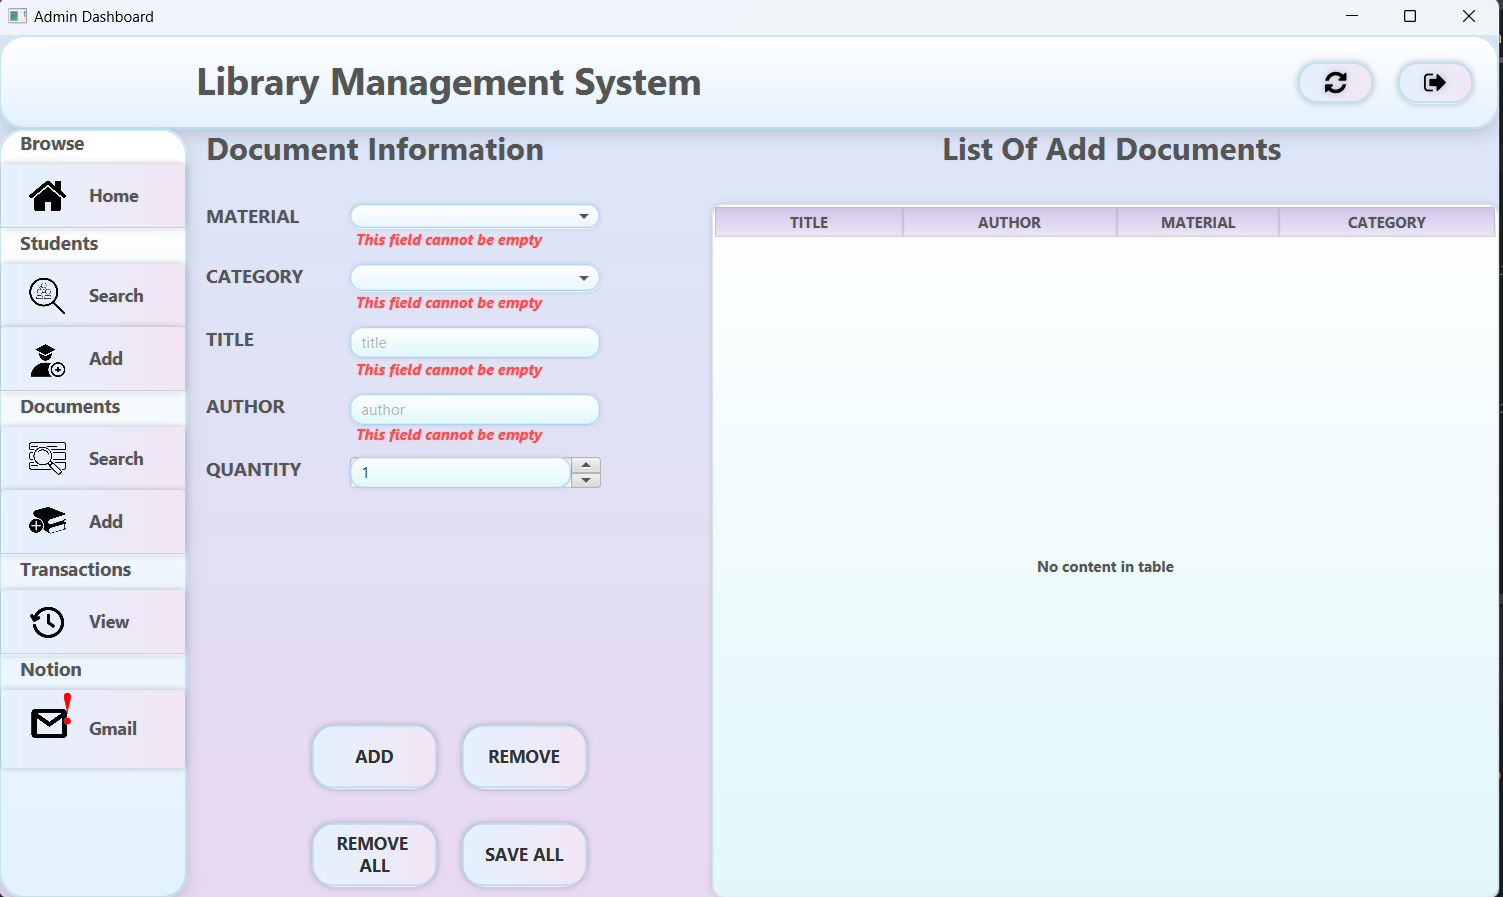 Admin Dashboard
Library Management System
Browse
Home
Students
Search
Add
Documents
Search
Add
Transactions
View
Notion
Gmail
Document Information
MATERIAL
This field cannot be empty
CATEGORY
This field cannot be empty
TITLE
title
This field cannot be empty
AUTHOR
author
This field cannot be empty
QUANTITY
1
ADD
REMOVE
REMOVE
ALL
SAVE ALL
List Of Add Documents
TITLE AUTHOR MATERIAL CATEGORY
No content in table